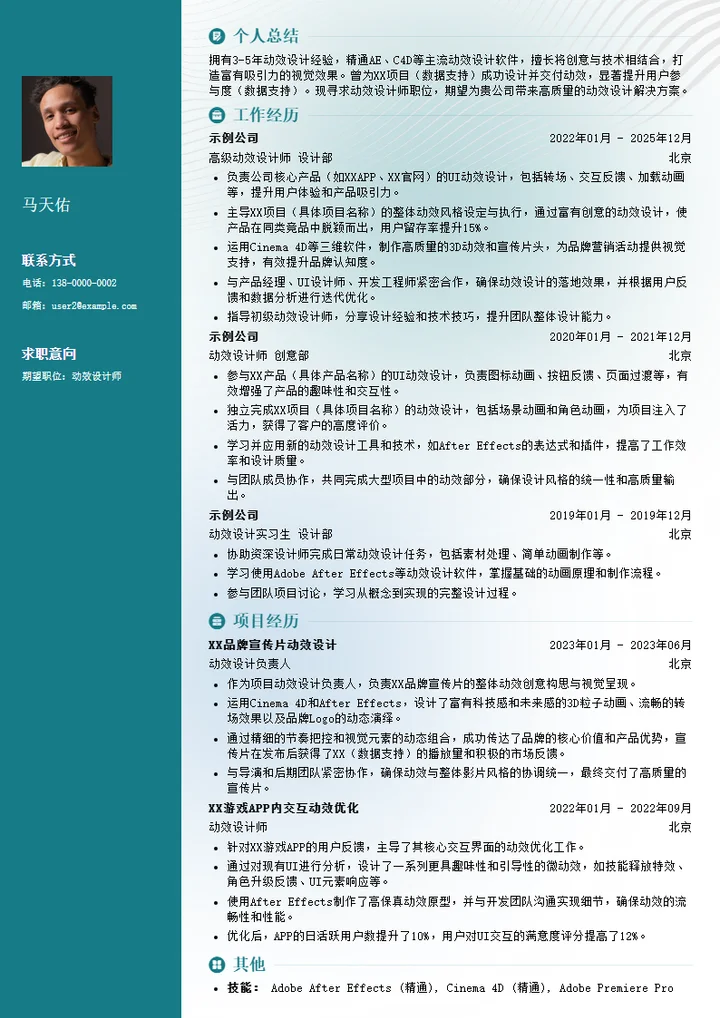 马天佑
联系方式
电话：138-0000-0002
邮箱：user2@example.com
求职意向
期望职位：动效设计师
个人总结
拥有3-5年动效设计经验，精通AE、C4D等主流动效设计软件，擅长将创意与技术相结合，打
造富有吸引力的视觉效果。曾为XX项目（数据支持）成功设计并交付动效，显著提升用户参
与度（数据支持）。现寻求动效设计师职位，期望为贵公司带来高质量的动效设计解决方案。
工作经历
示例公司 2022年01月 - 2025年12月
高级动效设计师 设计部 北京
• 负责公司核心产品（如XXAPP、XX官网）的UI动效设计，包括转场、交互反馈、加载动画
等，提升用户体验和产品吸引力。
• 主导XX项目（具体项目名称）的整体动效风格设定与执行，通过富有创意的动效设计，使
产品在同类竞品中脱颖而出，用户留存率提升15%。
• 运用Cinema 4D等三维软件，制作高质量的3D动效和宣传片头，为品牌营销活动提供视觉
支持，有效提升品牌认知度。
• 与产品经理、UI设计师、开发工程师紧密合作，确保动效设计的落地效果，并根据用户反
馈和数据分析进行迭代优化。
• 指导初级动效设计师，分享设计经验和技术技巧，提升团队整体设计能力。
示例公司 2020年01月 - 2021年12月
动效设计师 创意部 北京
• 参与XX产品（具体产品名称）的UI动效设计，负责图标动画、按钮反馈、页面过渡等，有
效增强了产品的趣味性和交互性。
• 独立完成XX项目（具体项目名称）的动效设计，包括场景动画和角色动画，为项目注入了
活力，获得了客户的高度评价。
• 学习并应用新的动效设计工具和技术，如After Effects的表达式和插件，提高了工作效
率和设计质量。
• 与团队成员协作，共同完成大型项目中的动效部分，确保设计风格的统一性和高质量输
出。
示例公司 2019年01月 - 2019年12月
动效设计实习生 设计部 北京
• 协助资深设计师完成日常动效设计任务，包括素材处理、简单动画制作等。
• 学习使用Adobe After Effects等动效设计软件，掌握基础的动画原理和制作流程。
• 参与团队项目讨论，学习从概念到实现的完整设计过程。
项目经历
XX品牌宣传片动效设计 2023年01月 - 2023年06月
动效设计负责人 北京
• 作为项目动效设计负责人，负责XX品牌宣传片的整体动效创意构思与视觉呈现。
• 运用Cinema 4D和After Effects，设计了富有科技感和未来感的3D粒子动画、流畅的转
场效果以及品牌Logo的动态演绎。
• 通过精细的节奏把控和视觉元素的动态组合，成功传达了品牌的核心价值和产品优势，宣
传片在发布后获得了XX（数据支持）的播放量和积极的市场反馈。
• 与导演和后期团队紧密协作，确保动效与整体影片风格的协调统一，最终交付了高质量的
宣传片。
XX游戏APP内交互动效优化 2022年01月 - 2022年09月
动效设计师 北京
• 针对XX游戏APP的用户反馈，主导了其核心交互界面的动效优化工作。
• 通过对现有UI进行分析，设计了一系列更具趣味性和引导性的微动效，如技能释放特效、
角色升级反馈、UI元素响应等。
• 使用After Effects制作了高保真动效原型，并与开发团队沟通实现细节，确保动效的流
畅性和性能。
• 优化后，APP的日活跃用户数提升了10%，用户对UI交互的满意度评分提高了12%。
其他
• 技能： Adobe After Effects (精通), Cinema 4D (精通), Adobe Premiere Pro